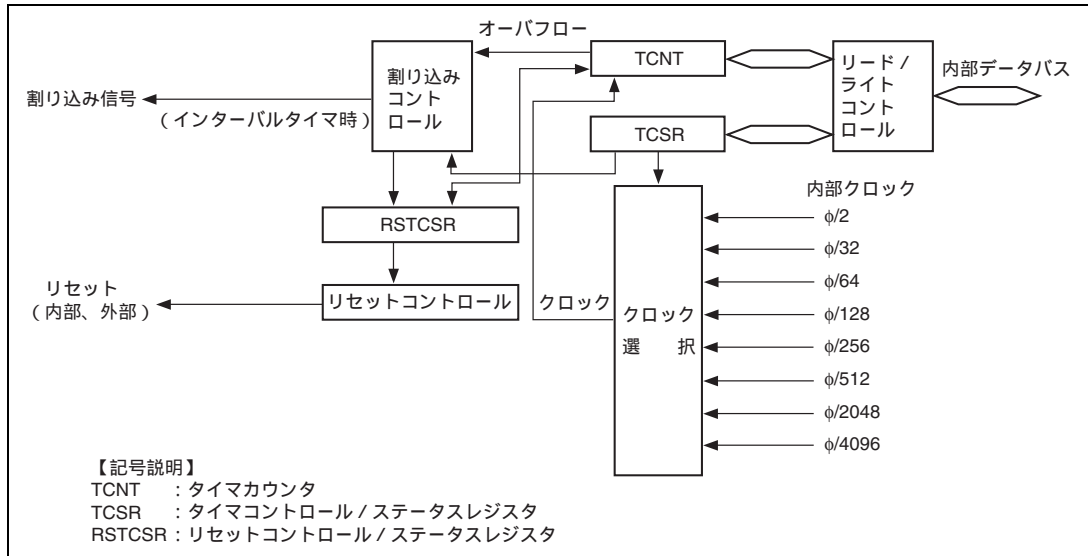 オーバフロー
TCNT
リード /
ライト
コント
ロール
内部データバス
割り込み
コント
ロール
割り込み信号
（インターバルタイマ時）
TCSR
内部クロック
RSTCSR
φ/2
φ/32
リセット
（内部、外部）
リセットコントロール
クロック
クロック
選　択
φ/64
φ/128
φ/256
φ/512
φ/2048
φ/4096
【記号説明】
TCNT　：タイマカウンタ
TCSR　：タイマコントロール / ステータスレジスタ
RSTCSR：リセットコントロール / ステータスレジスタ